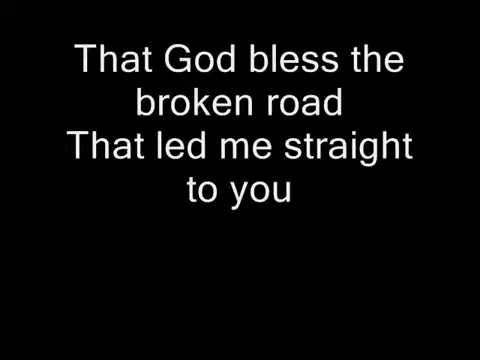 That God bless the
broken road
That led me straight
to you